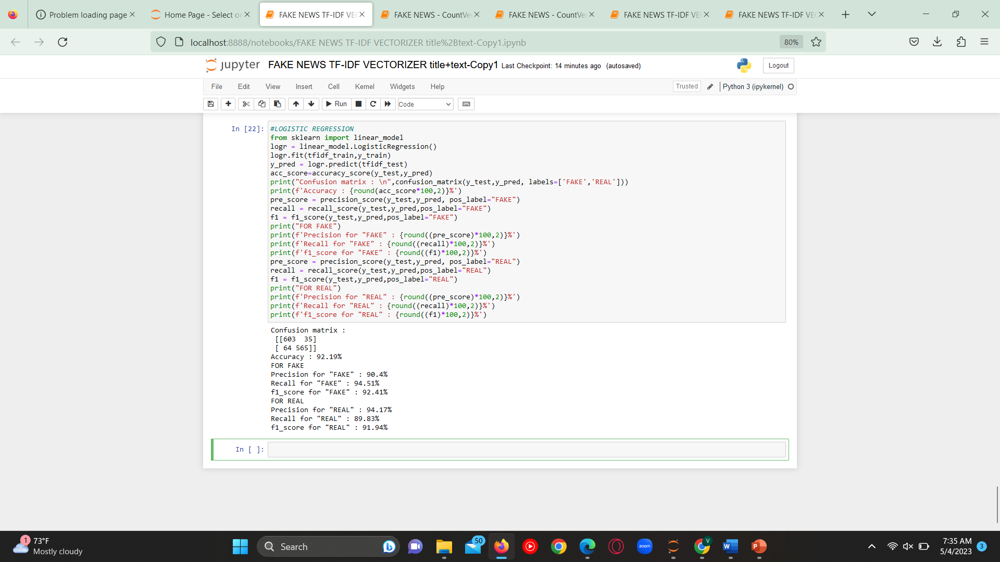 Problem loading page
Home Page - Select or
FAKE NEWS TF-IDF VEC
FAKE NEWS - CountVec
FAKE NEWS - CountVec
FAKE NEWS TF-IDF VEC
FAKE NEWS TF-IDF VEC
localhost:8888/notebooks/FAKE NEWS TF-IDF VECTORIZER title%2Btext-Copy1.ipynb
80%
jupyter FAKE NEWS TF-IDF VECTORIZER title+text-Copy1 Last Checkpoint: 14 minutes ago (autosaved)
Logout
File Edit View Insert Cell Kernel Widgets Help
Trusted
Python 3 (ipykernel)
Run
Code
In [22]:
#LOGISTIC REGRESSION
from sklearn import linear_model
logr = linear_model.LogisticRegression()
logr.fit(tfidf_train,y_train)
y_pred = logr.predict(tfidf_test)
acc_score=accuracy_score(y_test,y_pred)
print("Confusion matrix : \n",confusion_matrix(y_test,y_pred, labels=['FAKE','REAL']))
print(f'Accuracy : {round(acc_score*100,2)}%')
pre_score = precision_score(y_test,y_pred, pos_label="FAKE")
recall = recall_score(y_test,y_pred,pos_label="FAKE")
f1 = f1_score(y_test,y_pred,pos_label="FAKE")
print("FOR FAKE")
print(f'Precision for "FAKE" : {round((pre_score)*100,2)}%')
print(f'Recall for "FAKE" : {round((recall)*100,2)}%')
print(f'f1_score for "FAKE" : {round((f1)*100,2)}%')
pre_score = precision_score(y_test,y_pred, pos_label="REAL")
recall = recall_score(y_test,y_pred,pos_label="REAL")
f1 = f1_score(y_test,y_pred,pos_label="REAL")
print("FOR REAL")
print(f'Precision for "REAL" : {round((pre_score)*100,2)}%')
print(f'Recall for "REAL" : {round((recall)*100,2)}%')
print(f'f1_score for "REAL" : {round((f1)*100,2)}%')
Confusion matrix :
[[603  35]
[ 64 565]]
Accuracy : 92.19%
FOR FAKE
Precision for "FAKE" : 90.4%
Recall for "FAKE" : 94.51%
f1_score for "FAKE" : 92.41%
FOR REAL
Precision for "REAL" : 94.17%
Recall for "REAL" : 89.83%
f1_score for "REAL" : 91.94%
In [ ]:
1
73°F
Mostly cloudy
Search
50
zoom
V
W
P
7:35 AM
5/4/2023
3